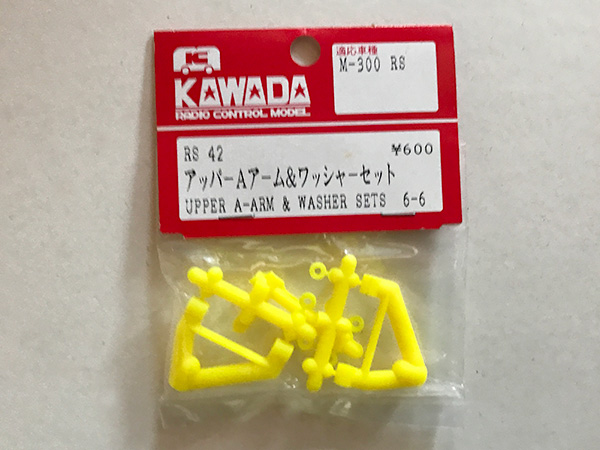 KAWADA
RADIO CONTROL MODEL
適応車種
M-300 RS
RS 42
¥600
アッパーAアーム&ワッシャーセット
UPPER A-ARM & WASHER SETS 6-6